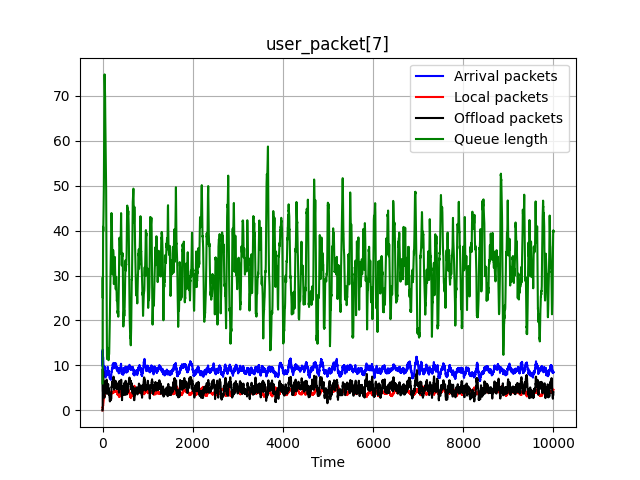 user_packet[7]
Arrival packets
Local packets
Offload packets
Queue length
70
60
50
40
30
20
10
0
0 2000 4000 6000 8000 10000
Time